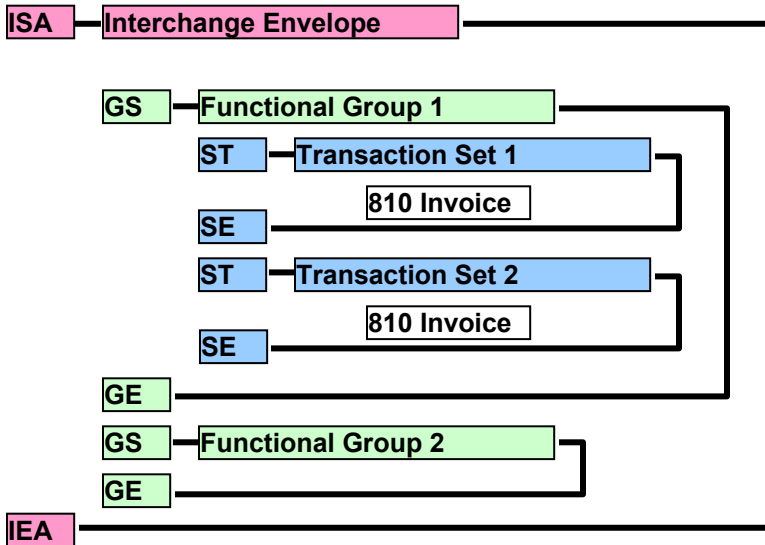 ISA Interchange Envelope
GS Functional Group 1
ST Transaction Set 1
810 Invoice
SE
ST Transaction Set 2
810 Invoice
SE
GE
GS Functional Group 2
GE
IEA